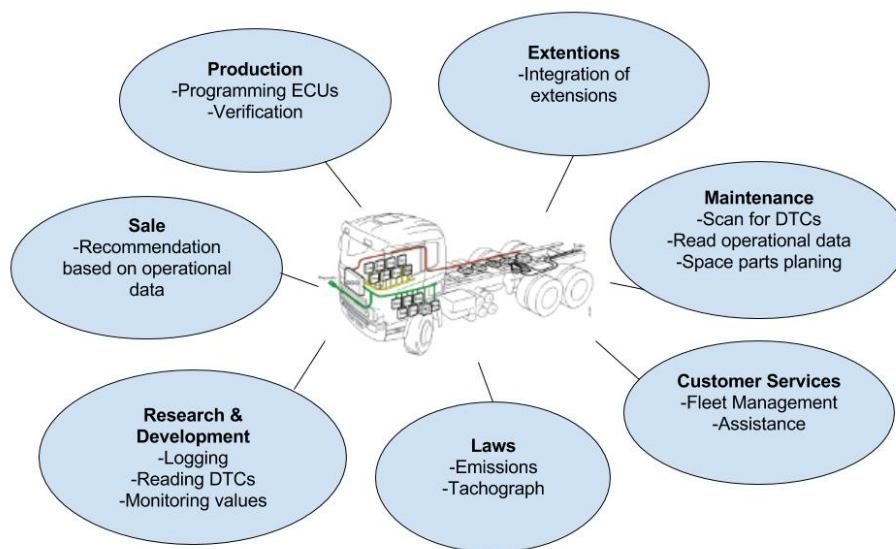 Production
-Programming ECUs
-Verification
Extentions
-Integration of
extensions
Sale
-Recommendation
based on operational
data
Maintenance
-Scan for DTCs
-Read operational data
-Space parts planing
Research &
Development
-Logging
-Reading DTCs
-Monitoring values
Laws
-Emissions
-Tachograph
Customer Services
-Fleet Management
-Assistance